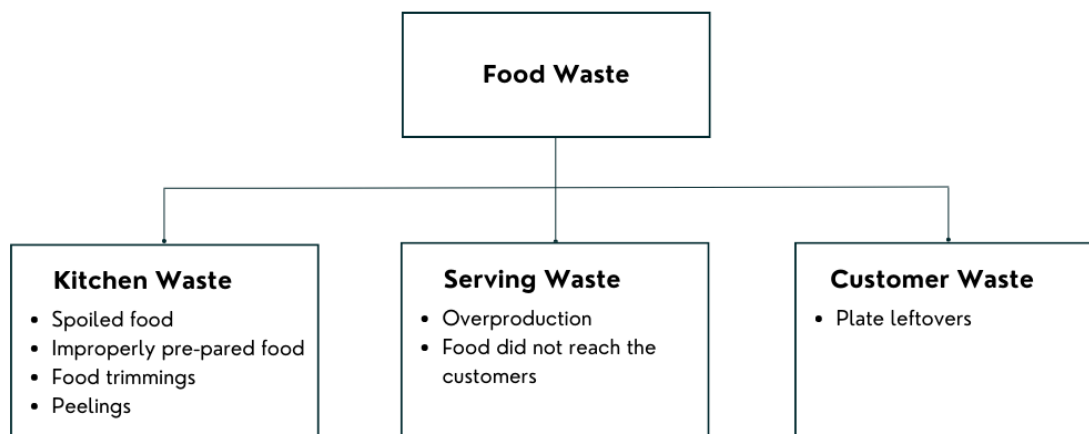 Food Waste
Kitchen Waste
• Spoiled food
• Improperly pre-pared food
• Food trimmings
• Peelings
Serving Waste
• Overproduction
• Food did not reach the
customers
Customer Waste
• Plate leftovers